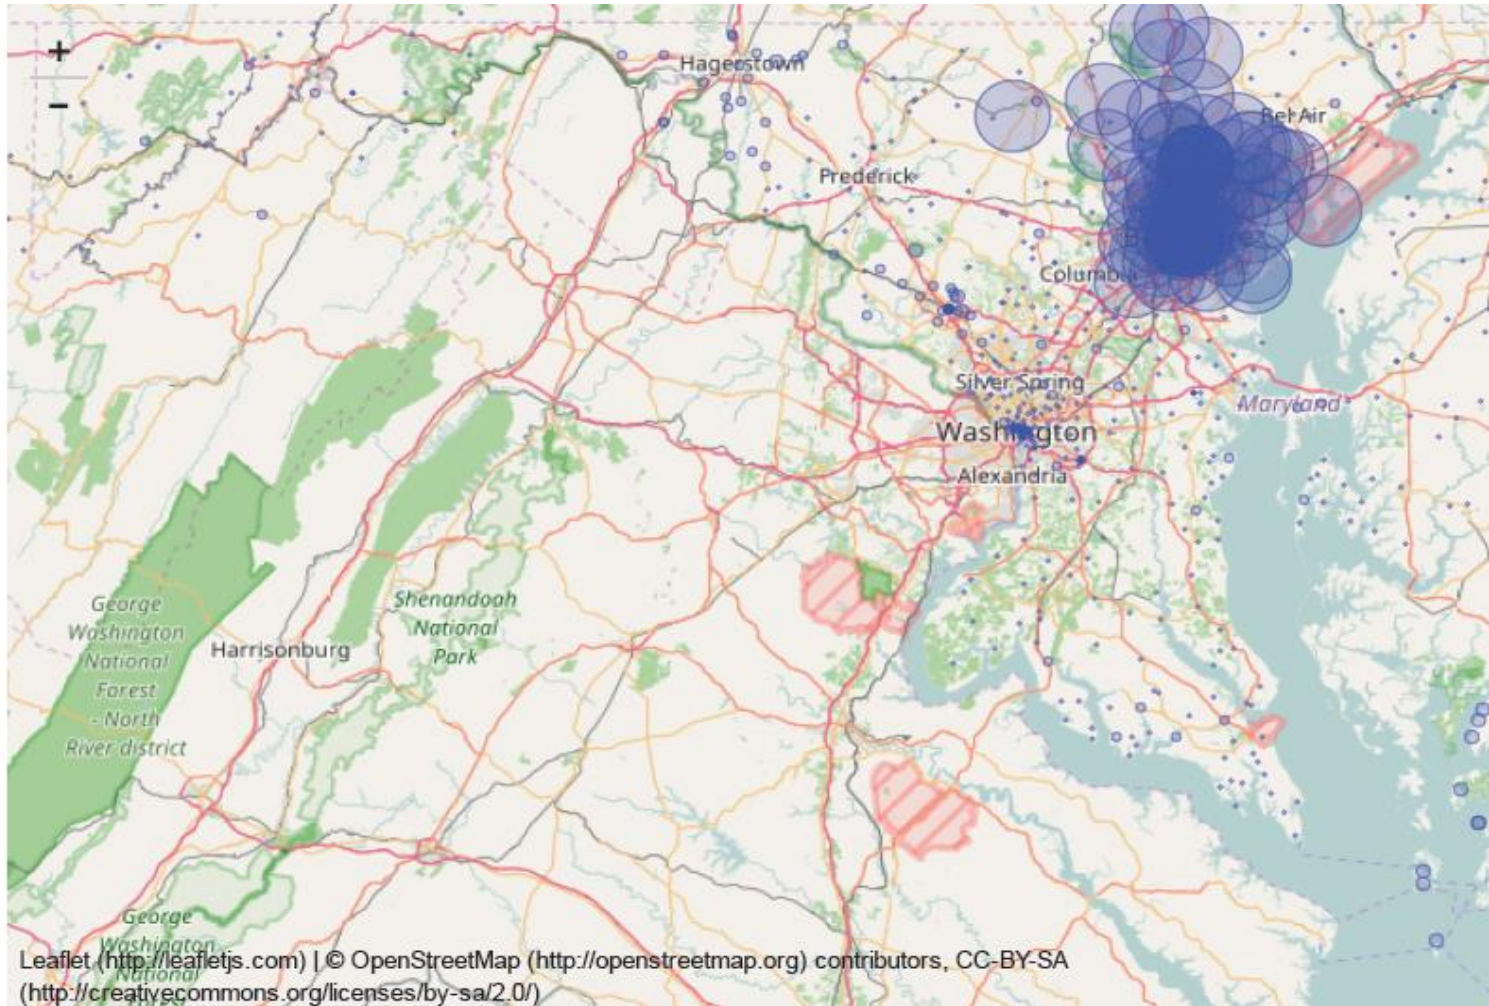 +
−
Hagerstown
Bel Air
Frederick
Columb
Silver Spring
Maryland
Washington
Alexandria
George
Washington
National
Forest
- North
River district
Shenandoah
National
Park
Harrisonburg
George
Washington
National
Leaflet (http://leafletjs.com) | © OpenStreetMap (http://openstreetmap.org) contributors, CC-BY-SA
(http://creativecommons.org/licenses/by-sa/2.0/)